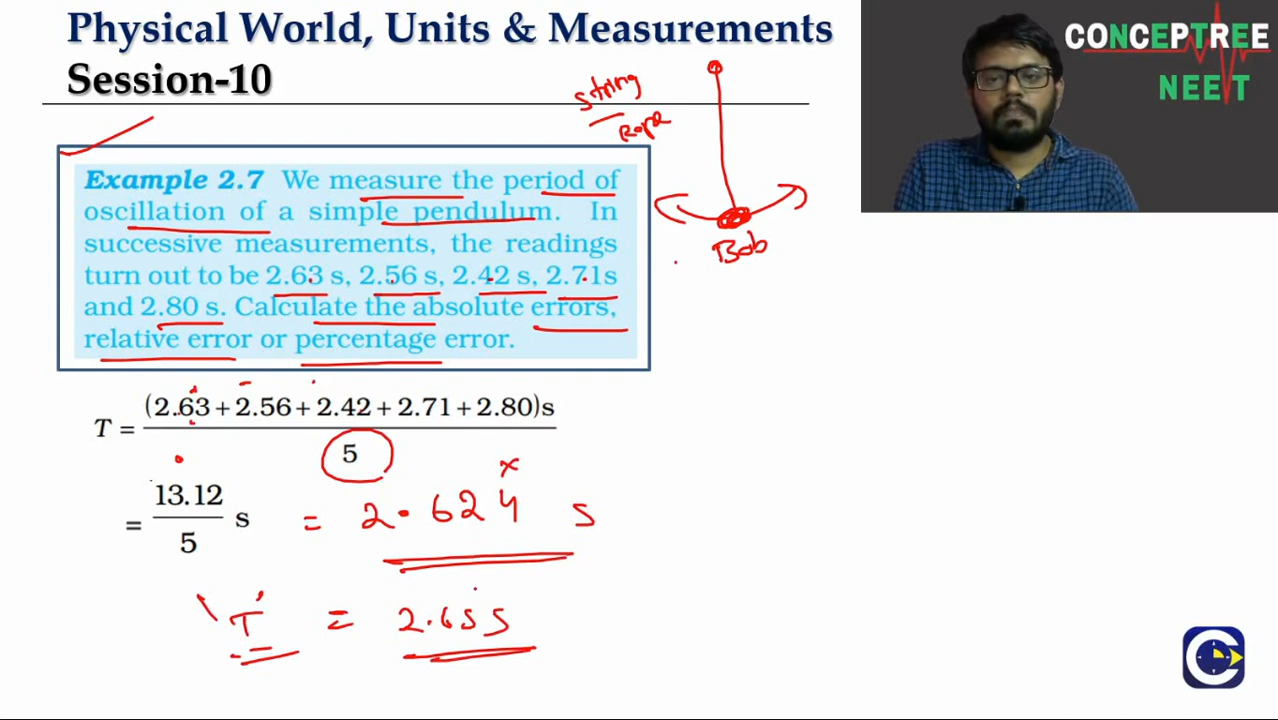 Physical World, Units & Measurements
Session-10
CONCEPTREE
NEET
string
Rope
Bob
Example 2.7 We measure the period of
oscillation of a simple pendulum. In
successive measurements, the readings
turn out to be 2.63 s, 2.56 s, 2.42 s, 2.71s
and 2.80 s. Calculate the absolute errors,
relative error or percentage error.
T = (2.63+2.56+2.42+2.71+2.80)s
5
= 13.12 s = 2.624 s
5
T = 2.6s s